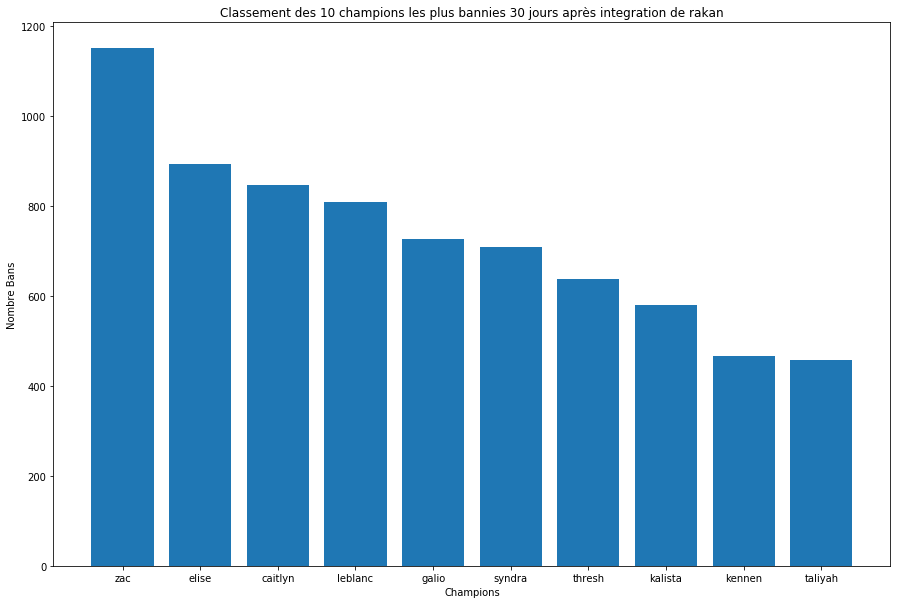 Classement des 10 champions les plus bannies 30 jours après integration de rakan
1200
1000
800
600
400
200
0
Nombre Bans
zac elise caitlyn leblanc galio syndra thresh kalista kennen taliyah
Champions